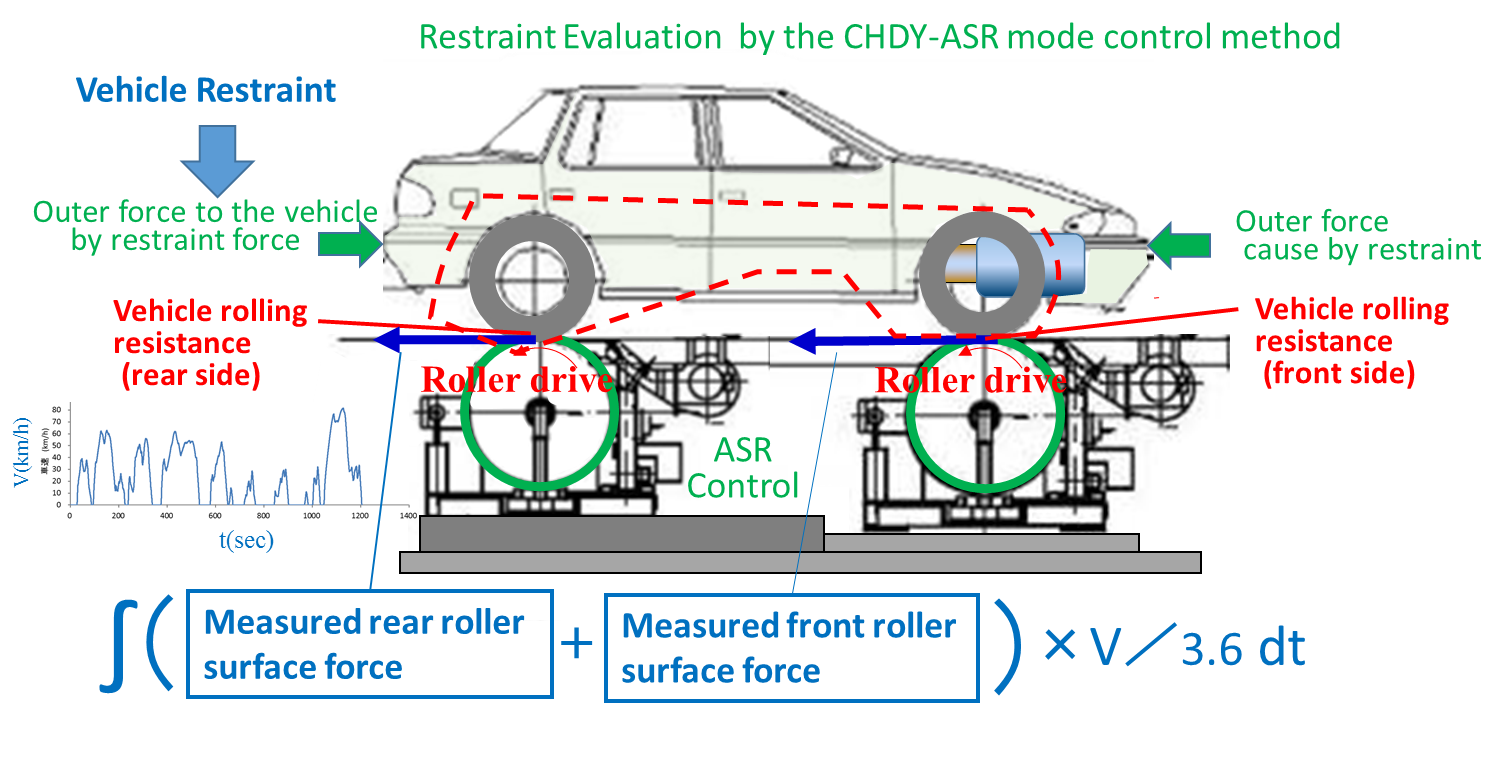 Restraint Evaluation by the CHDY-ASR mode control method
Vehicle Restraint
Outer force to the vehicle
by restraint force
Outer force
cause by restraint
Vehicle rolling
resistance
(rear side)
Vehicle rolling
resistance
(front side)
Roller drive
Roller drive
ASR
Control
V(km/h)
車速 (km/h)
80
70
60
50
40
30
20
10
0
0 200 400 600 800 1000 1200 1400
t(sec)
∫( Measured rear roller
surface force
+
Measured front roller
surface force
) × V／3.6 dt